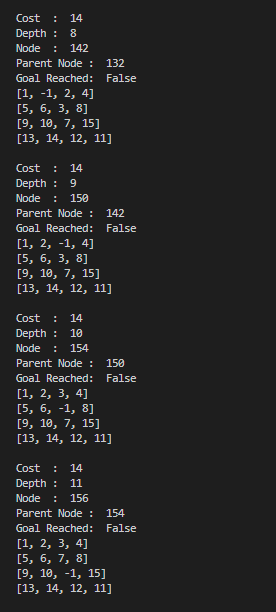 Cost  :  14
Depth :  8
Node  :  142
Parent Node :  132
Goal Reached:  False
[1, -1, 2, 4]
[5, 6, 3, 8]
[9, 10, 7, 15]
[13, 14, 12, 11]
Cost  :  14
Depth :  9
Node  :  150
Parent Node :  142
Goal Reached:  False
[1, 2, -1, 4]
[5, 6, 3, 8]
[9, 10, 7, 15]
[13, 14, 12, 11]
Cost  :  14
Depth :  10
Node  :  154
Parent Node :  150
Goal Reached:  False
[1, 2, 3, 4]
[5, 6, -1, 8]
[9, 10, 7, 15]
[13, 14, 12, 11]
Cost  :  14
Depth :  11
Node  :  156
Parent Node :  154
Goal Reached:  False
[1, 2, 3, 4]
[5, 6, 7, 8]
[9, 10, -1, 15]
[13, 14, 12, 11]